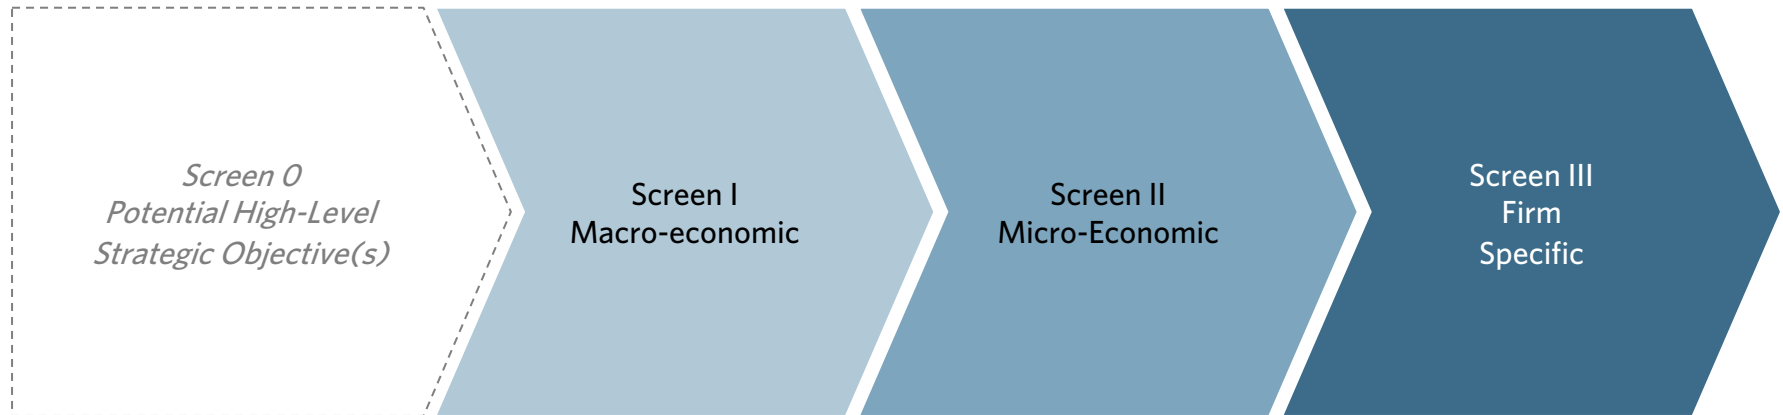 Screen 0
Potential High-Level
Strategic Objective(s)
Screen I
Macro-economic
Screen II
Micro-Economic
Screen III
Firm
Specific